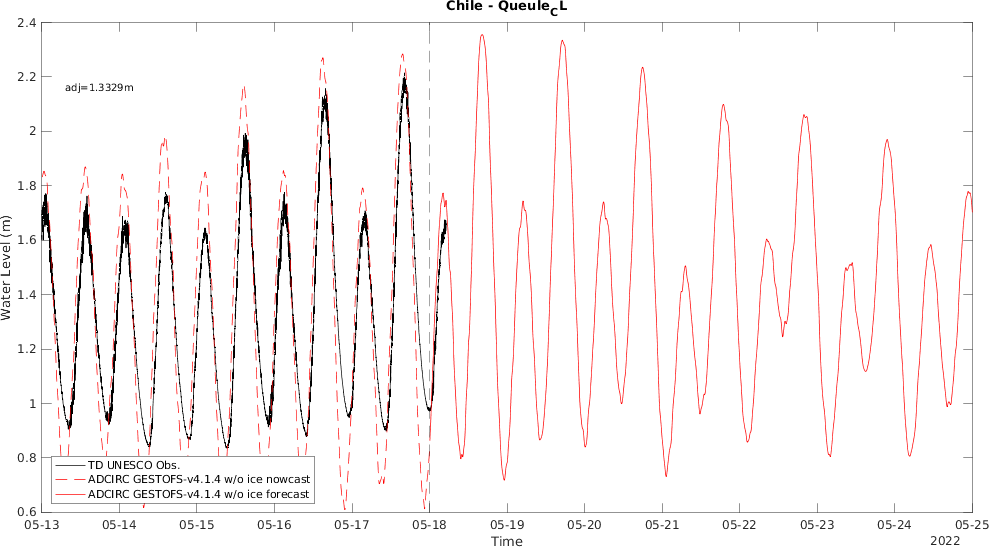 Chile - Queule_CL
adj=1.3329m
Water Level (m)
2.4
2.2
2
1.8
1.6
1.4
1.2
1
0.8
0.6
TD UNESCO Obs.
ADCIRC GESTOFS-v4.1.4 w/o ice nowcast
ADCIRC GESTOFS-v4.1.4 w/o ice forecast
05-13 05-14 05-15 05-16 05-17 05-18 05-19 05-20 05-21 05-22 05-23 05-24 05-25
Time
2022